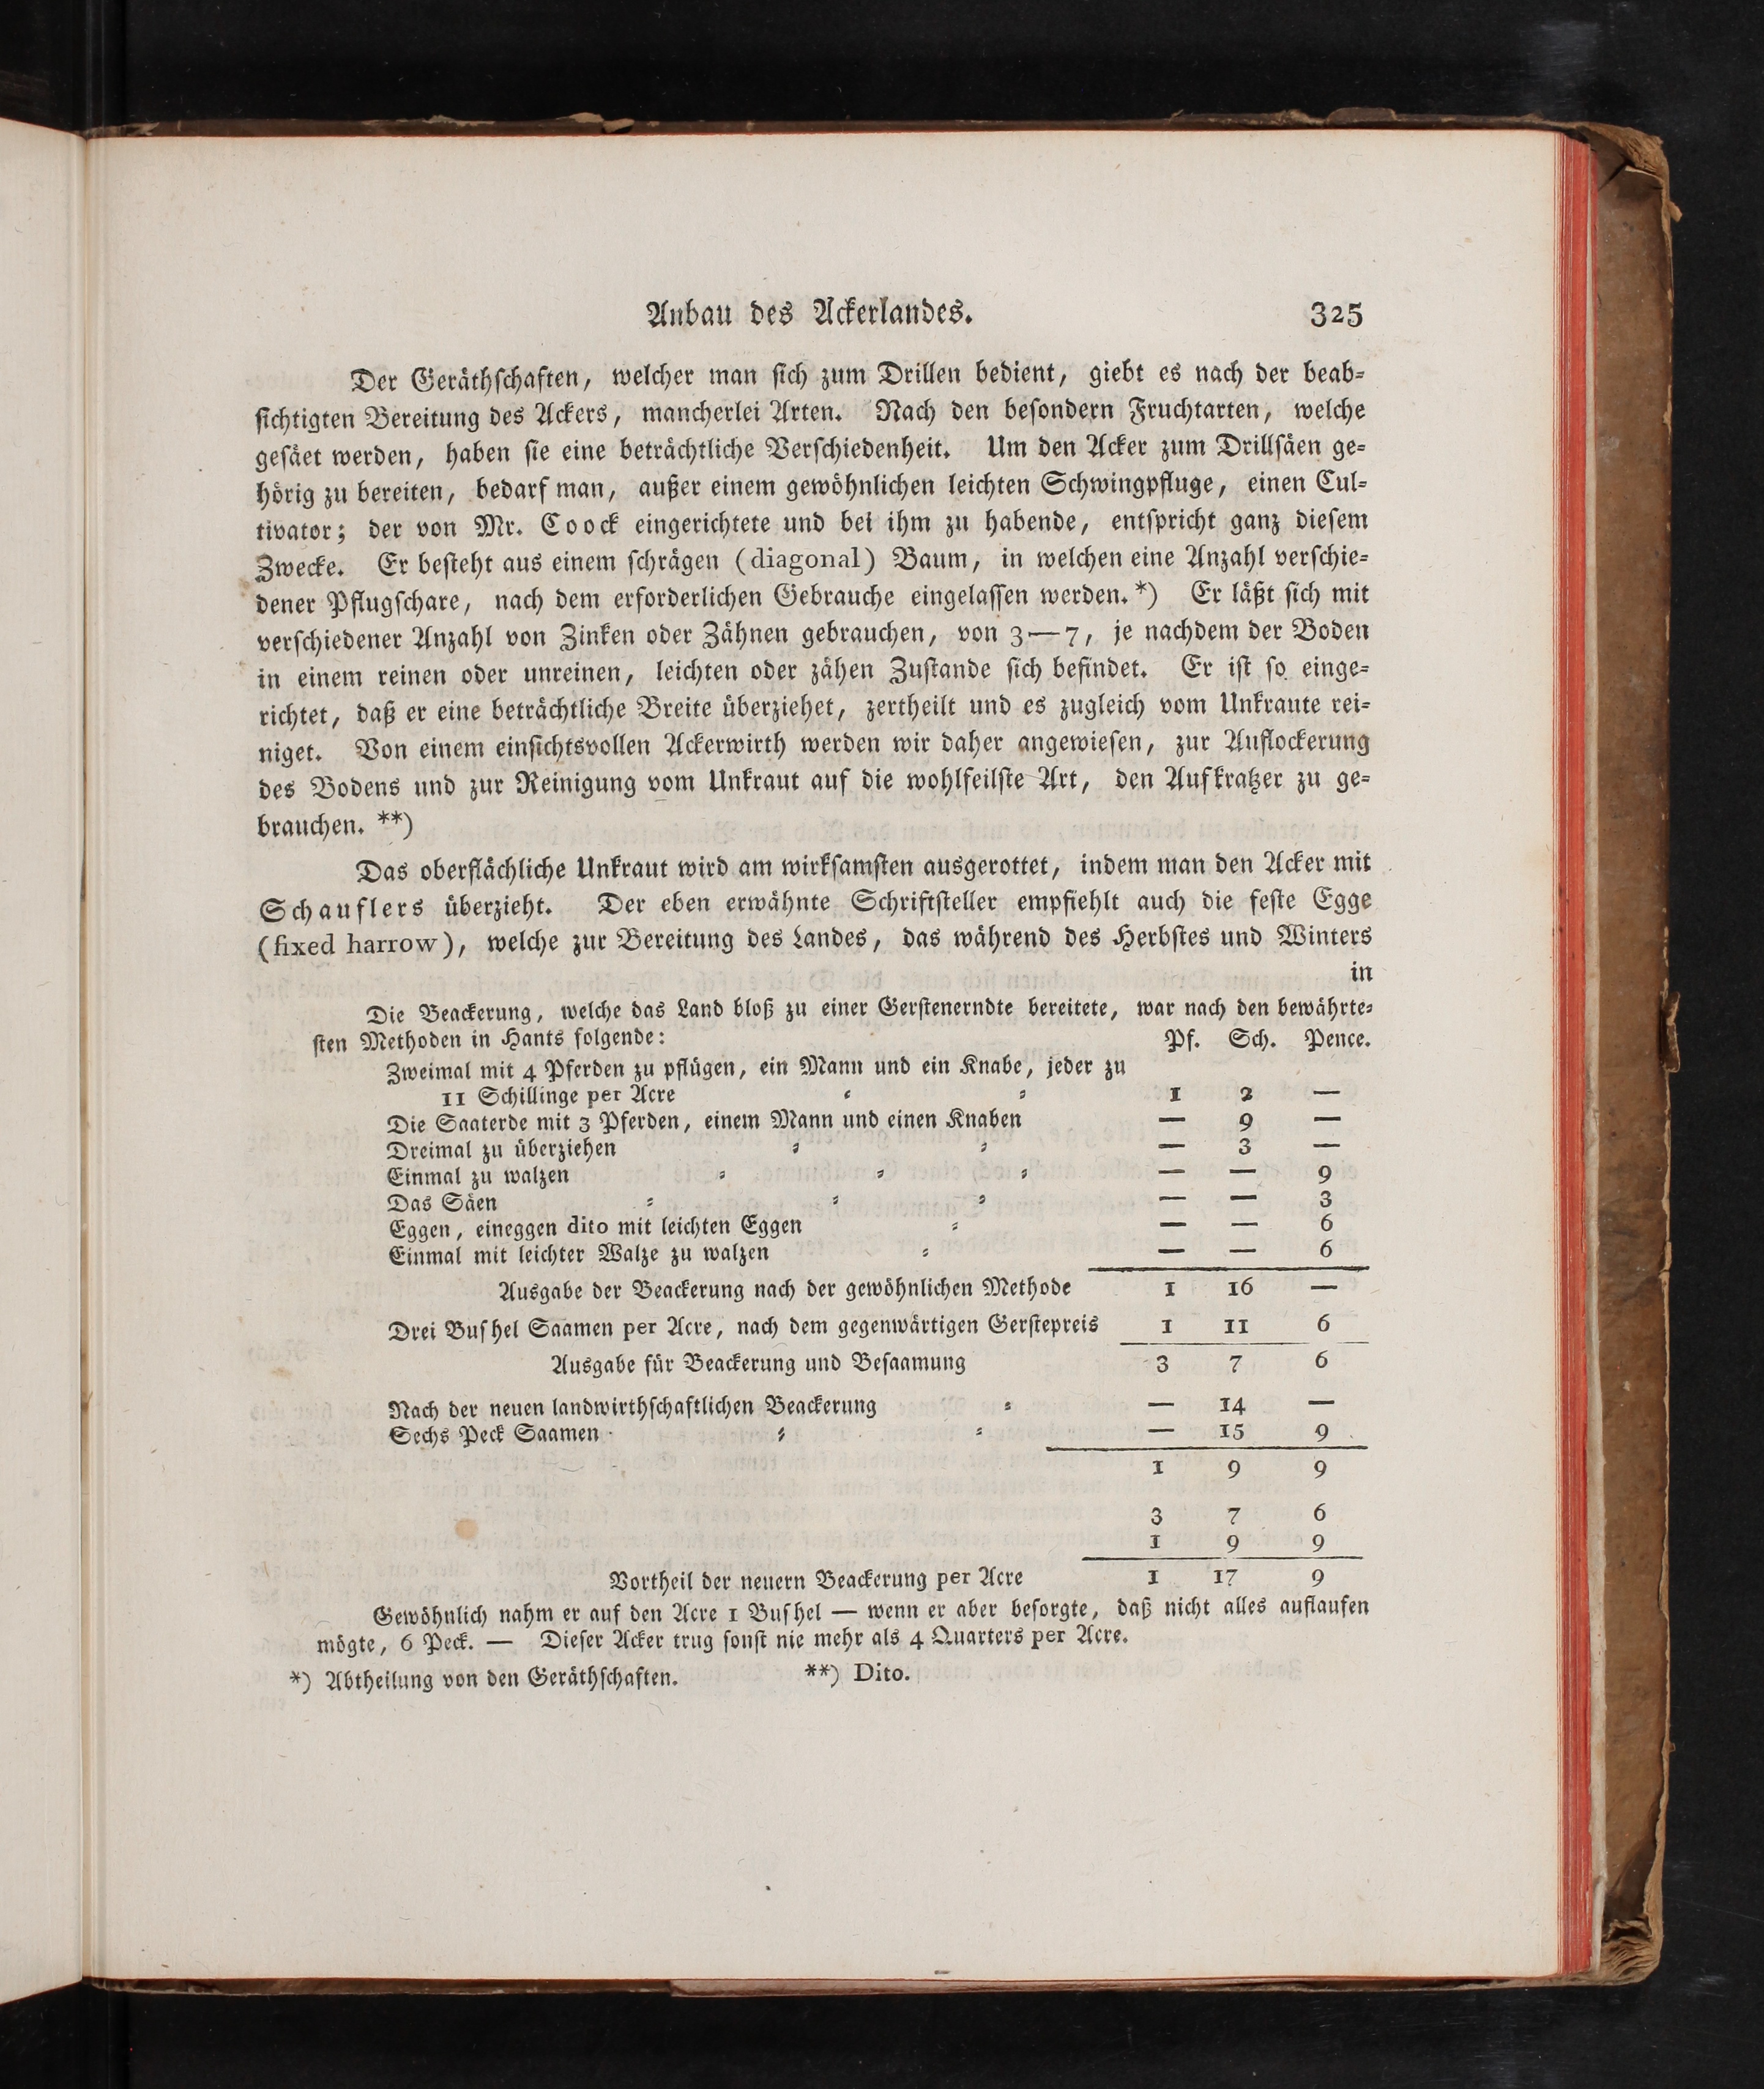 Anbau des Ackerlandes. 325
Der Geräthschaften, welcher man sich zum Drillen bedient, giebt es nach der beab-
sichtigten Bereitung des Ackers, mancherlei Arten. Nach den besondern Fruchtarten, welche
gesäet werden, haben sie eine beträchtliche Verschiedenheit. Um den Acker zum Drillsäen ge-
hörig zu bereiten, bedarf man, außer einem gewöhnlichen leichten Schwingpfluge, einen Cul-
tivator; der von Mr. Coock eingerichtete und bei ihm zu habende, entspricht ganz diesem
Zwecke. Er besteht aus einem schrägen (diagonal) Baum, in welchen eine Anzahl verschie-
dener Pflugschare, nach dem erforderlichen Gebrauche eingelassen werden. *) Er läßt sich mit
verschiedener Anzahl von Zinken oder Zähnen gebrauchen, von 3—7, je nachdem der Boden
in einem reinen oder unreinen, leichten oder zähen Zustande sich befindet. Er ist so einge-
richtet, daß er eine beträchtliche Breite überziehet, zertheilt und es zugleich vom Unkraute rei-
niget. Von einem einsichtsvollen Ackerwirth werden wir daher angewiesen, zur Auflockerung
des Bodens und zur Reinigung vom Unkraut auf die wohlfeilste Art, den Aufkratzer zu ge-
brauchen. **)
Das oberflächliche Unkraut wird am wirksamsten ausgerottet, indem man den Acker mit
Schauflers überzieht. Der eben erwähnte Schriftsteller empfiehlt auch die feste Egge
(fixed harrow), welche zur Bereitung des Landes, das während des Herbstes und Winters
in
Die Beackerung, welche das Land bloß zu einer Gerstenerndte bereitete, war nach den bewährte-
sten Methoden in Hants folgende: Pf. Sch. Pence.
Zweimal mit 4 Pferden zu pflügen, ein Mann und ein Knabe, jeder zu
11 Schillinge per Acre = = 1 2 —
Die Saaterde mit 3 Pferden, einem Mann und einen Knaben — 9 —
Dreimal zu überziehen = = — 3 —
Einmal zu walzen = = = — — 9
Das Säen = = = — — 3
Eggen, eineggen dito mit leichten Eggen = — — 6
Einmal mit leichter Walze zu walzen = — — 6
Ausgabe der Beackerung nach der gewöhnlichen Methode 1 16 —
Drei Bushel Saamen per Acre, nach dem gegenwärtigen Gerstepreis 1 11 6
Ausgabe für Beackerung und Besaamung 3 7 6
Nach der neuen landwirthschaftlichen Beackerung = — 14 —
Sechs Peck Saamen = = — 15 9
1 9 9
3 7 6
1 9 9
Vortheil der neuern Beackerung per Acre 1 17 9
Gewöhnlich nahm er auf den Acre 1 Bushel — wenn er aber besorgte, daß nicht alles auflaufen
mögte, 6 Peck. — Dieser Acker trug sonst nie mehr als 4 Quarters per Acre.
*) Abtheilung von den Geräthschaften. **) Dito.